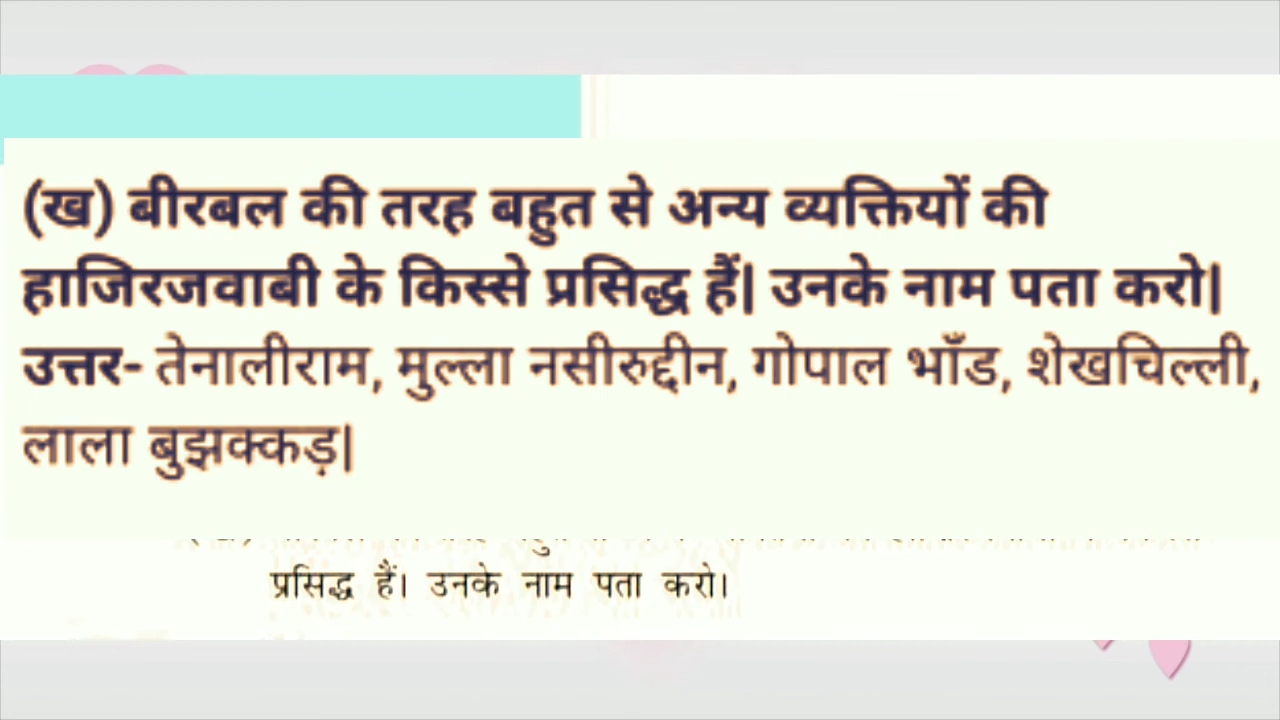 (ख) बीरबल की तरह बहुत से अन्य व्यक्तियों की
हाजिरजवाबी के किस्से प्रसिद्ध हैं| उनके नाम पता करो|
उत्तर- तेनालीराम, मुल्ला नसीरुद्दीन, गोपाल भाँड, शेखचिल्ली,
लाला बुझक्कड़|
प्रसिद्ध हैं। उनके नाम पता करो।